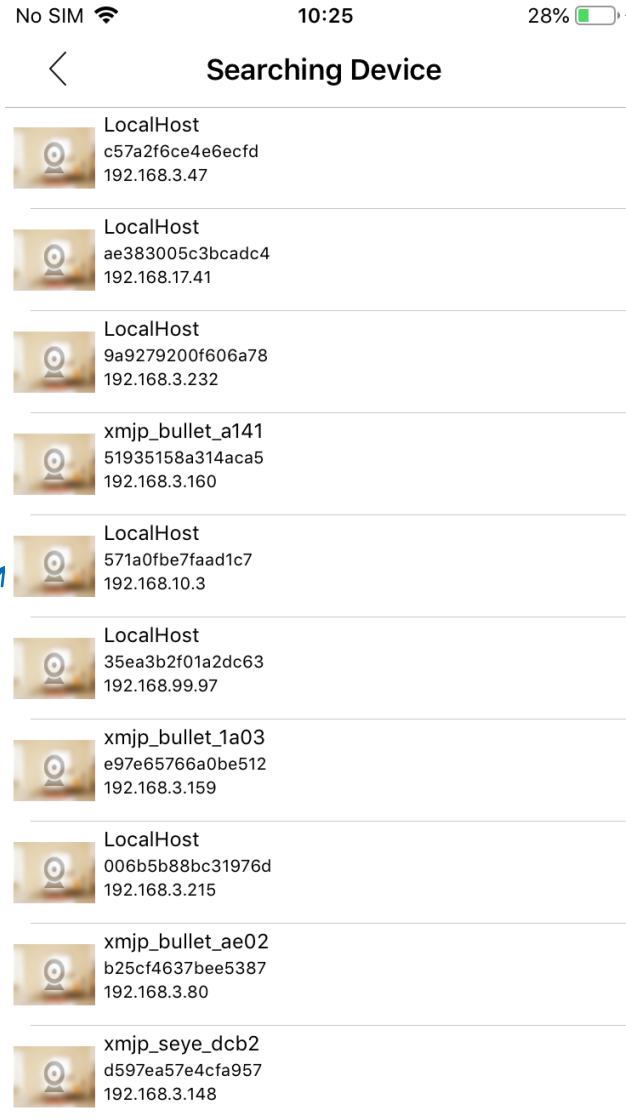 No SIM 10:25 28%
Searching Device
LocalHost
c57a2f6ce4e6ecfd
192.168.3.47
LocalHost
ae383005c3bcadc4
192.168.17.41
LocalHost
9a9279200f606a78
192.168.3.232
xmjp_bullet_a141
51935158a314aca5
192.168.3.160
LocalHost
571a0fbe7faad1c7
192.168.10.3
LocalHost
35ea3b2f01a2dc63
192.168.99.97
xmjp_bullet_1a03
e97e65766a0be512
192.168.3.159
LocalHost
006b5b88bc31976d
192.168.3.215
xmjp_bullet_ae02
b25cf4637bee5387
192.168.3.80
xmjp_seye_dcb2
d597ea57e4cfa957
192.168.3.148